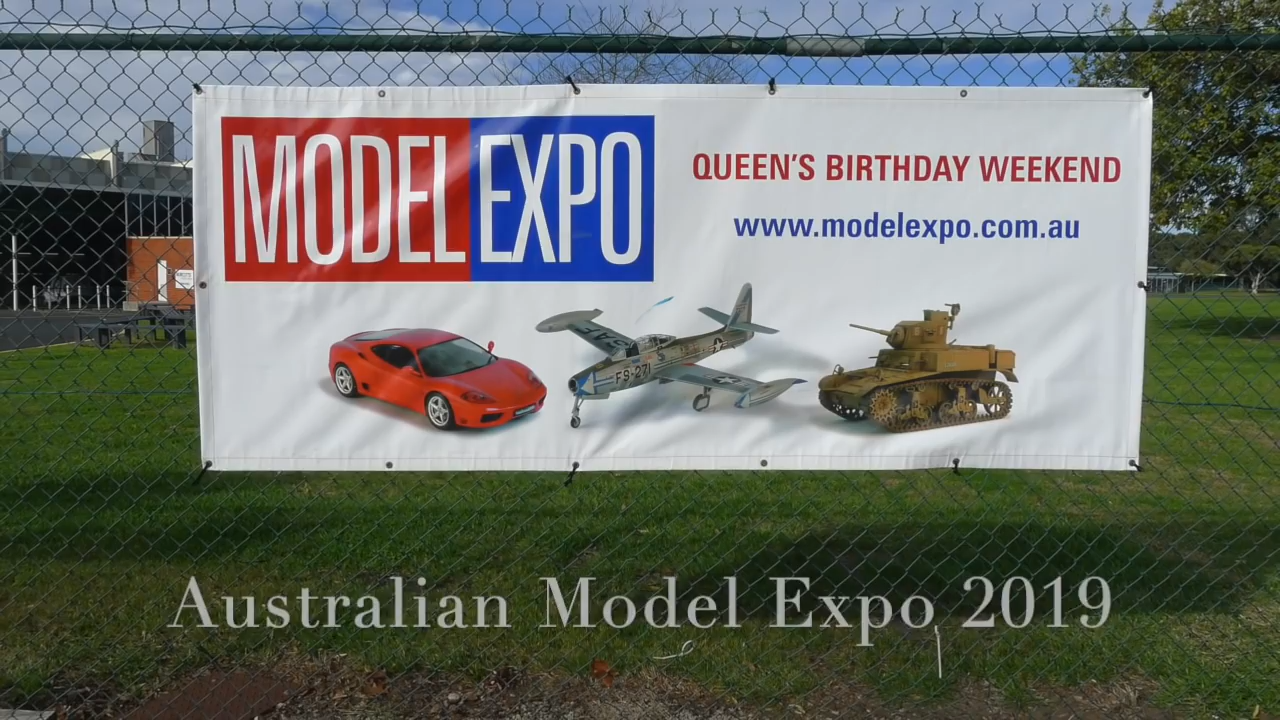 MODEL EXPO
QUEEN'S BIRTHDAY WEEKEND
www.modelexpo.com.au
FS-271
Australian Model Expo 2019